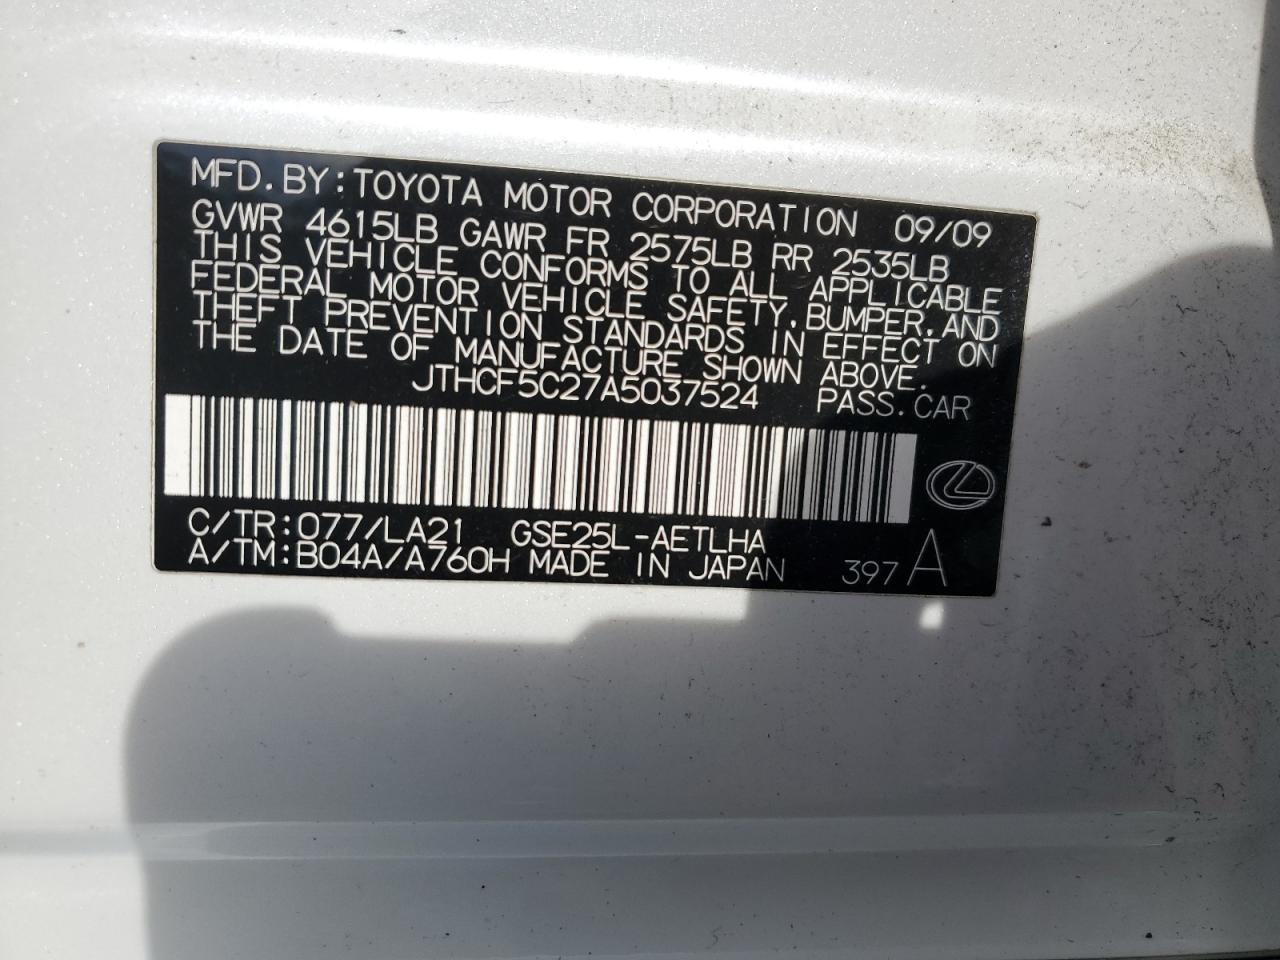 MFD.BY:TOYOTA MOTOR CORPORATION 09/09
GVWR 4615LB GAWR FR 2575LB RR 2535LB
THIS VEHICLE CONFORMS TO ALL APPLICABLE
FEDERAL MOTOR VEHICLE SAFETY,BUMPER,AND
THEFT PREVENTION STANDARDS IN EFFECT ON
THE DATE OF MANUFACTURE SHOWN ABOVE.
JTHCF5C27A5037524 PASS.CAR
C/TR:077/LA21 GSE25L-AETLHA
A/TM:B04A/A760H MADE IN JAPAN 397 A